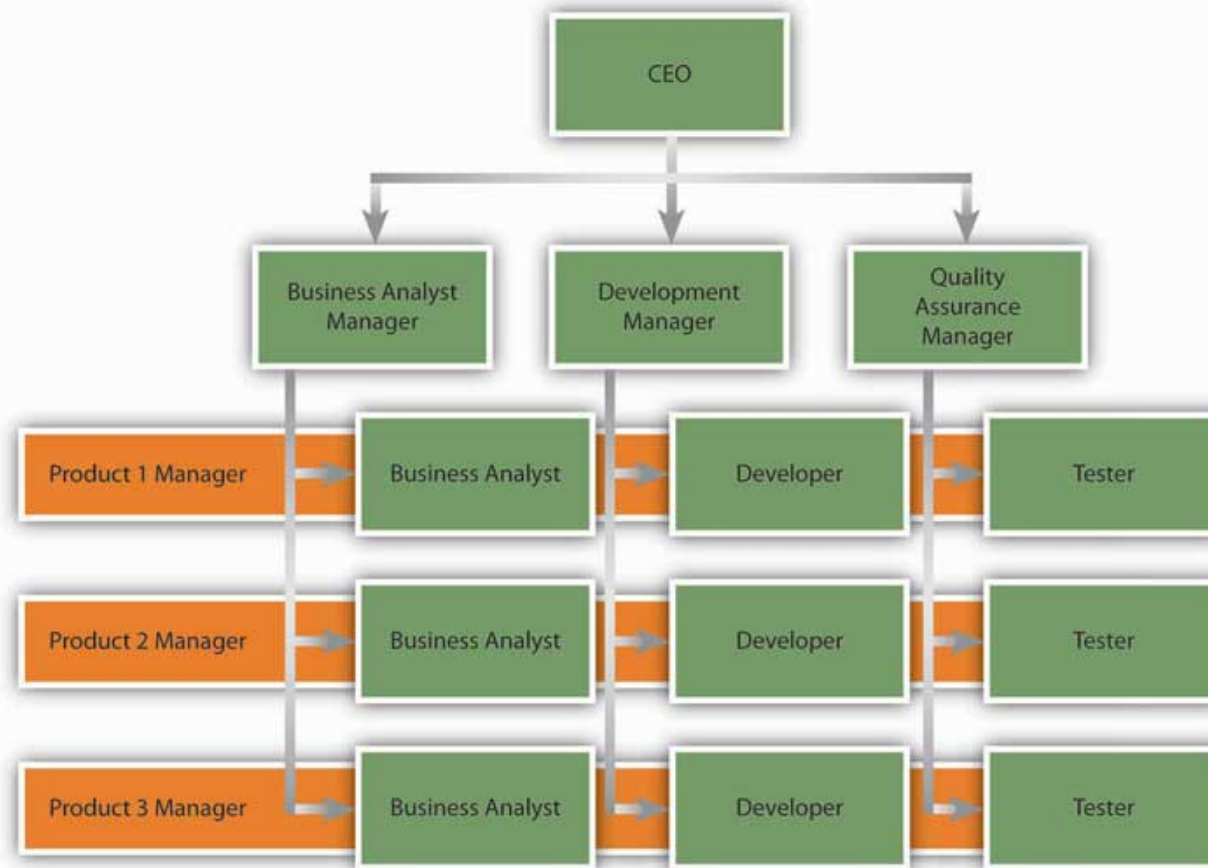 CEO
Business Analyst
Manager
Development
Manager
Quality
Assurance
Manager
Product 1 Manager
Business Analyst
Developer
Tester
Product 2 Manager
Business Analyst
Developer
Tester
Product 3 Manager
Business Analyst
Developer
Tester